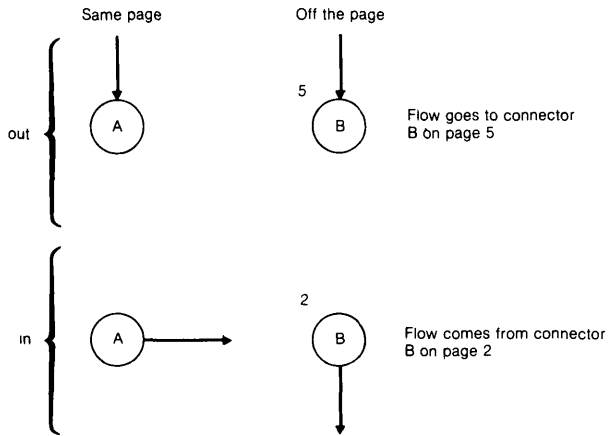 Same page
Off the page
5
out
A
B
Flow goes to connector
B on page 5
2
in
A
B
Flow comes from connector
B on page 2